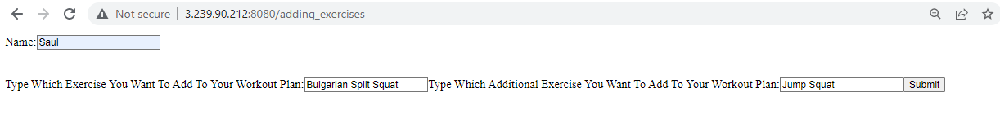 Not secure 3.239.90.212:8080/adding_exercises
Name:Saul
Type Which Exercise You Want To Add To Your Workout Plan:Bulgarian Split Squat Type Which Additional Exercise You Want To Add To Your Workout Plan:Jump Squat Submit